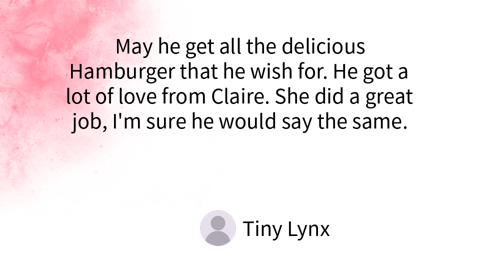 May he get all the delicious
Hamburger that he wish for. He got a
lot of love from Claire. She did a great
job, I'm sure he would say the same.
Tiny Lynx